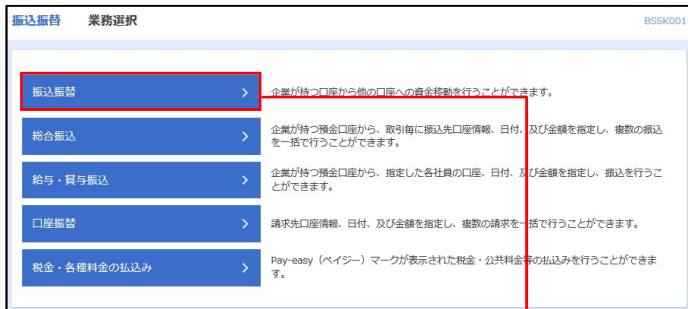 振込振替 業務選択 BSSK001
振込振替 企業が持つ口座から他の口座への資金移動を行うことができます。
総合振込 企業が持つ預金口座から、取引毎に振込先口座情報、日付、及び金額を指定し、複数の振込
を一括で行うことができます。
給与・賞与振込 企業が持つ預金口座から、指定した各社員の口座、日付、及び金額を指定し、振込を行うこ
とができます。
口座振替 請求先口座情報、日付、及び金額を指定し、複数の請求を一括で行うことができます。
税金・各種料金の払込み Pay-easy（ペイジー）マークが表示された税金・公共料金等の払込みを行うことができま
す。